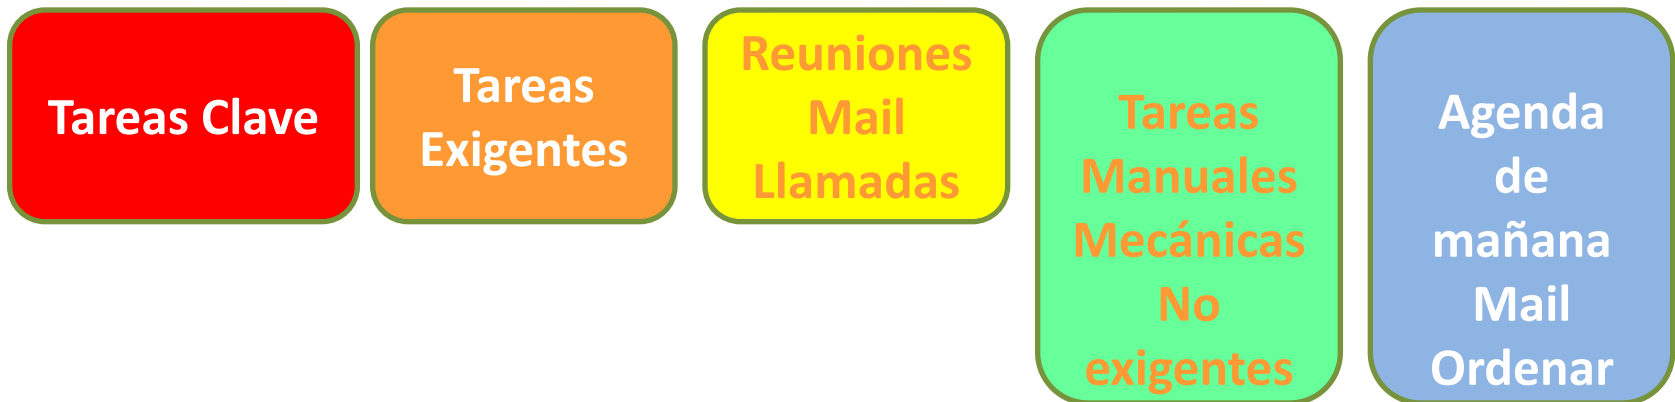 Tareas Clave
Tareas
Exigentes
Reuniones
Mail
Llamadas
Tareas
Manuales
Mecánicas
No
exigentes
Agenda
de
mañana
Mail
Ordenar